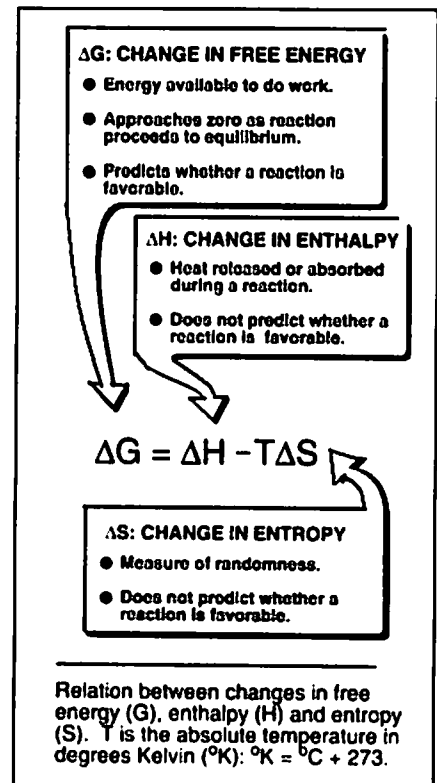 ΔG: CHANGE IN FREE ENERGY
● Energy available to do work.
● Approaches zero as reaction
proceeds to equilibrium.
● Predicts whether a reaction is
favorable.
ΔH: CHANGE IN ENTHALPY
● Heat released or absorbed
during a reaction.
● Does not predict whether a
reaction is favorable.
ΔG = ΔH – TΔS
ΔS: CHANGE IN ENTROPY
● Measure of randomness.
● Does not predict whether a
reaction is favorable.
Relation between changes in free
energy (G), enthalpy (H) and entropy
(S). T is the absolute temperature in
degrees Kelvin (°K): °K = °C + 273.